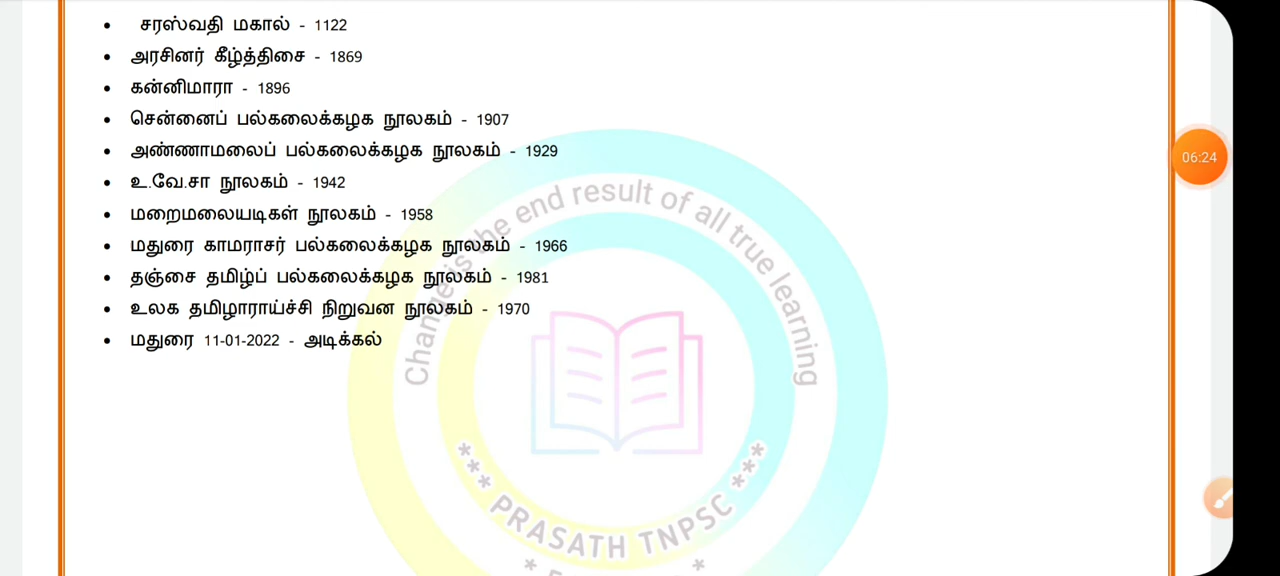 • சரஸ்வதி மகால் - 1122
• அரசினர் கீழ்த்திசை - 1869
• கன்னிமாரா - 1896
• சென்னைப் பல்கலைக்கழக நூலகம் - 1907
• அண்ணாமலைப் பல்கலைக்கழக நூலகம் - 1929
• உ.வே.சா நூலகம் - 1942
• மறைமலையடிகள் நூலகம் - 1958
• மதுரை காமராசர் பல்கலைக்கழக நூலகம் - 1966
• தஞ்சை தமிழ்ப் பல்கலைக்கழக நூலகம் - 1981
• உலக தமிழாராய்ச்சி நிறுவன நூலகம் - 1970
• மதுரை 11-01-2022 - அடிக்கல்
06:24
Change is the end result of all true learning
*** PRASATH TNPSC ***